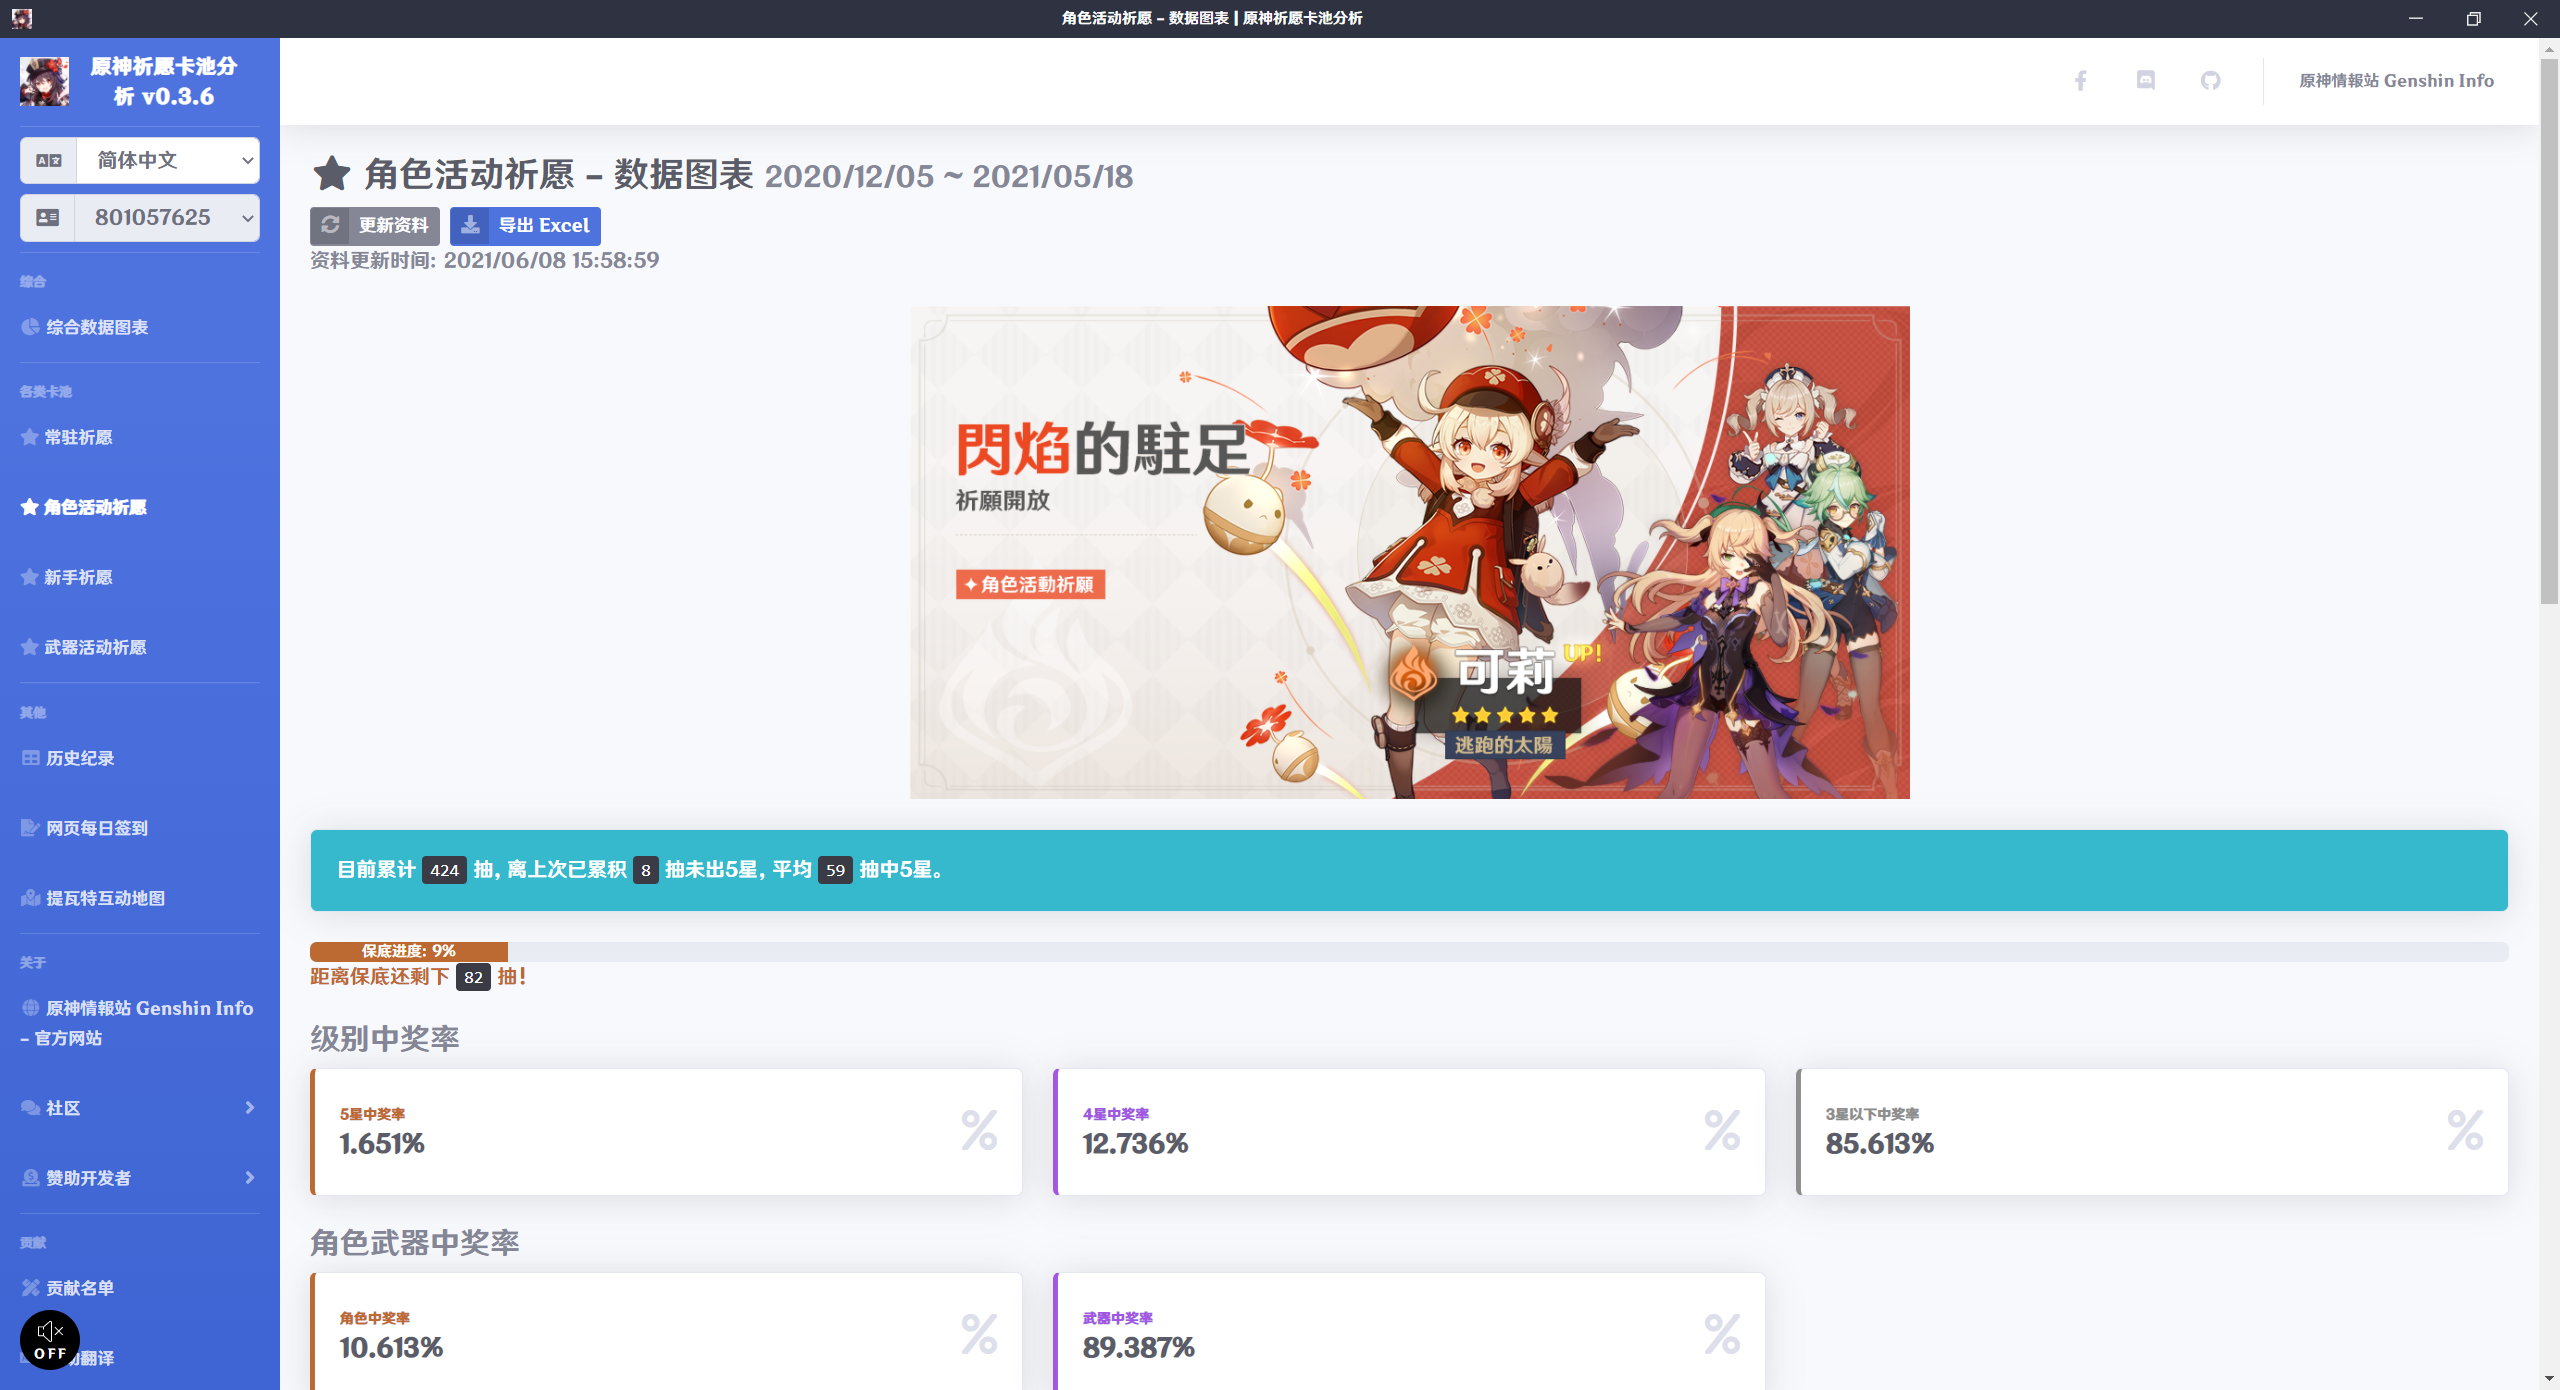 角色活动祈愿 - 数据图表 | 原神祈愿卡池分析
原神祈愿卡池分
析 v0.3.6
简体中文
801057625
综合
综合数据图表
各类卡池
常驻祈愿
角色活动祈愿
新手祈愿
武器活动祈愿
其他
历史纪录
网页每日签到
提瓦特互动地图
关于
原神情報站 Genshin Info
- 官方网站
社区
赞助开发者
贡献
贡献名单
OFF
翻译
原神情報站 Genshin Info
角色活动祈愿 - 数据图表 2020/12/05 ~ 2021/05/18
更新资料
导出 Excel
资料更新时间: 2021/06/08 15:58:59
閃焰的駐足
祈願開放
角色活動祈願
可莉 UP!
逃跑的太陽
目前累计 424 抽, 离上次已累积 8 抽未出5星, 平均 59 抽中5星。
保底进度: 9%
距离保底还剩下 82 抽!
级别中奖率
5星中奖率
1.651%
4星中奖率
12.736%
3星以下中奖率
85.613%
角色武器中奖率
角色中奖率
10.613%
武器中奖率
89.387%